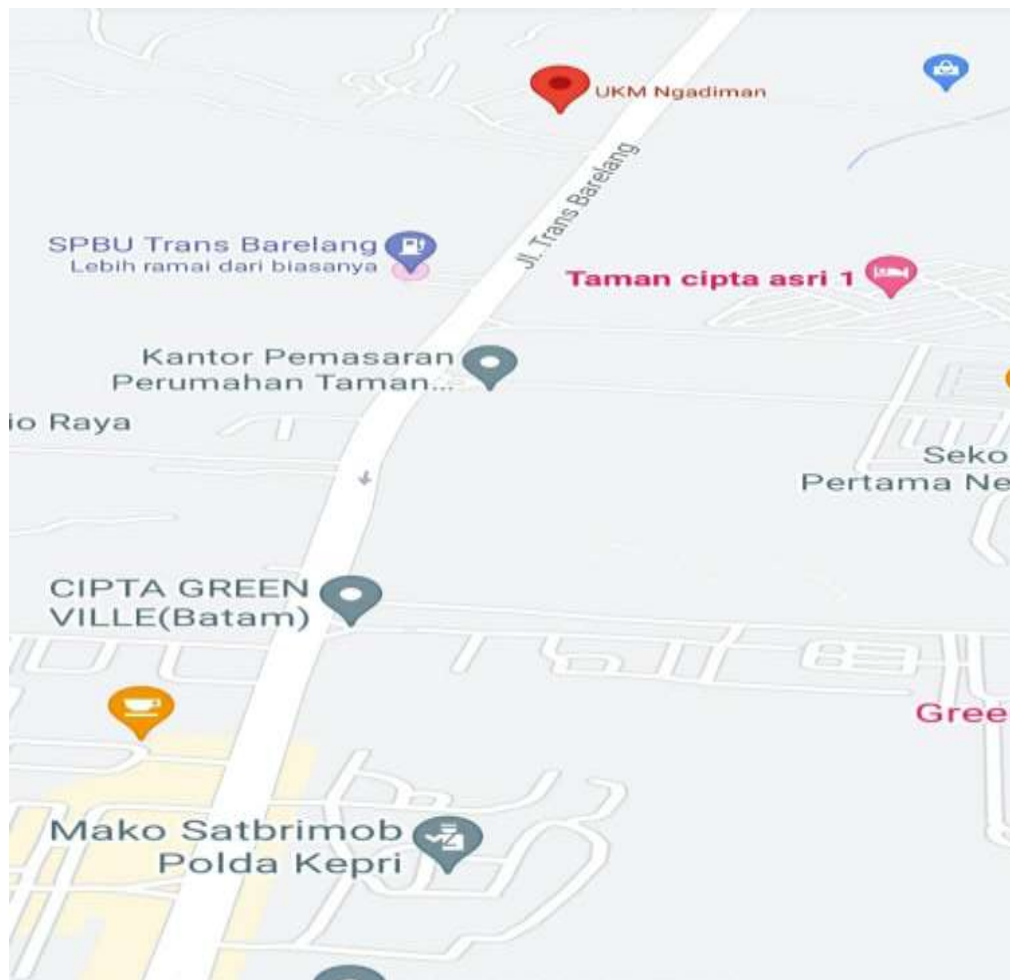 UKM Ngadiman
Jl. Trans Barelang
SPBU Trans Barelang
Lebih ramai dari biasanya
Taman cipta asri 1
Kantor Pemasaran
Perumahan Taman...
io Raya
Seko
Pertama Ne
CIPTA GREEN
VILLE(Batam)
Gree
Mako Satbrimob
Polda Kepri